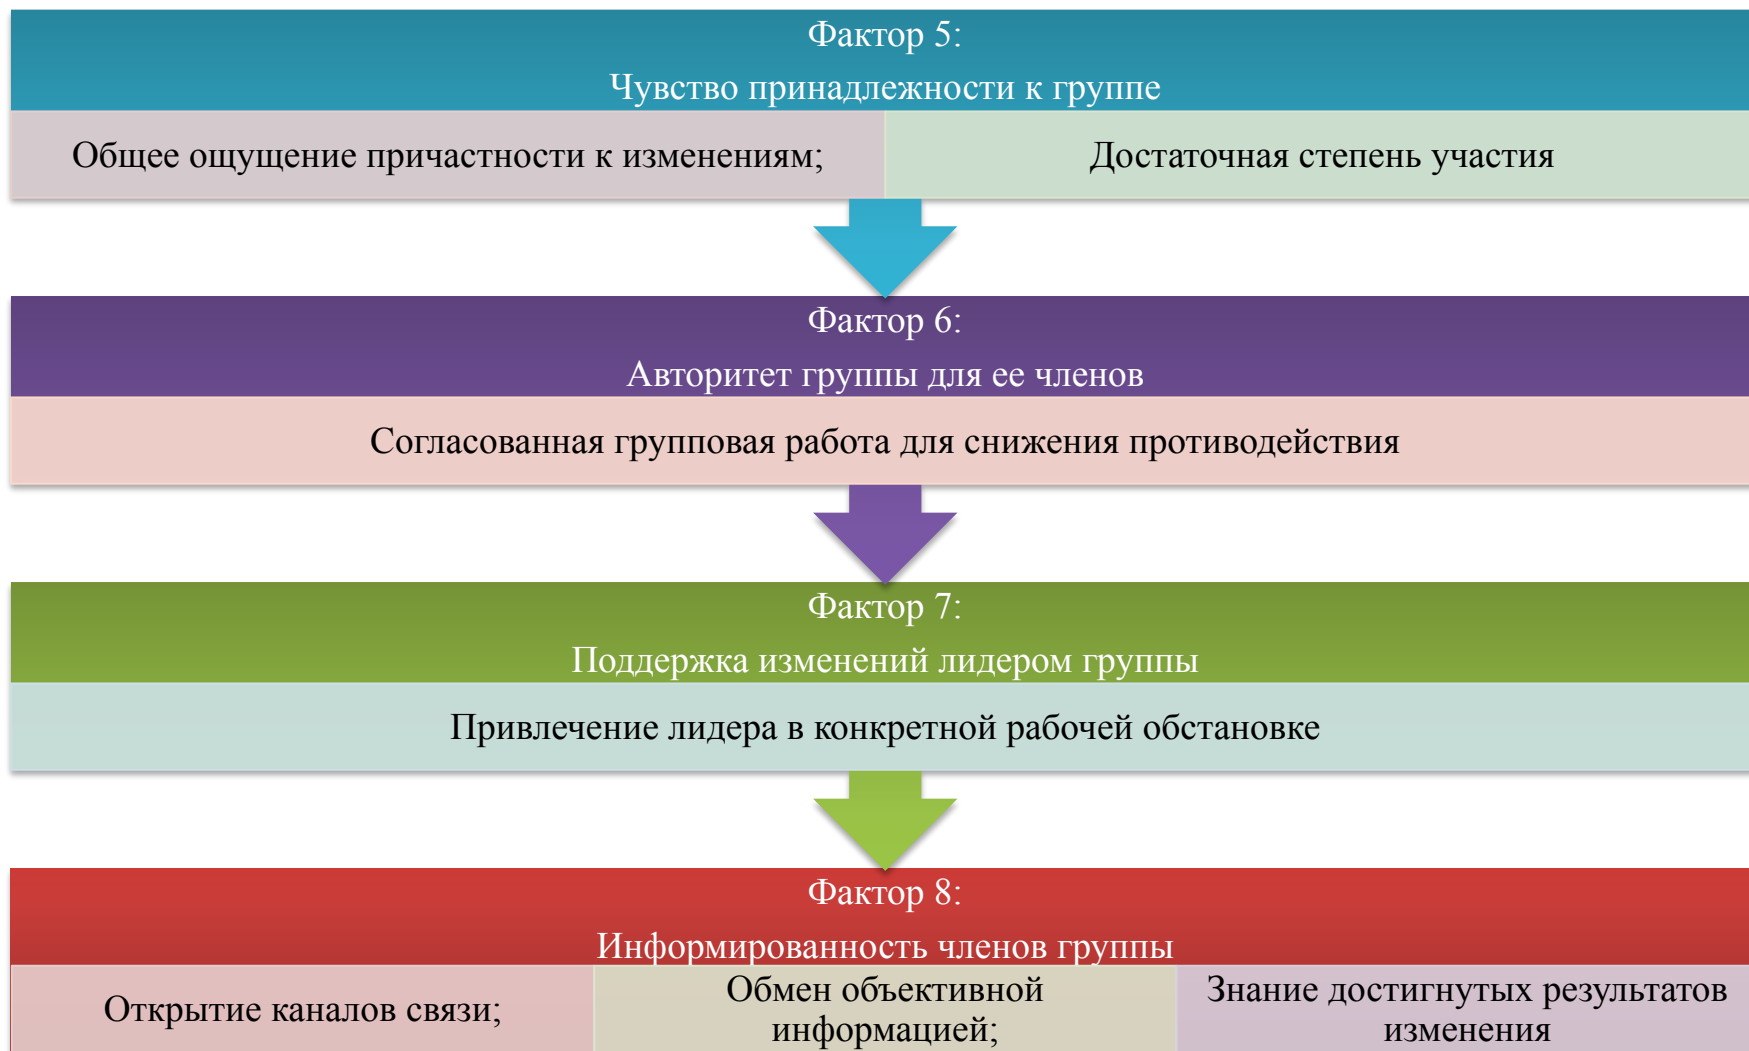 Фактор 5:
Чувство принадлежности к группе
Общее ощущение причастности к изменениям;
Достаточная степень участия
Фактор 6:
Авторитет группы для ее членов
Согласованная групповая работа для снижения противодействия
Фактор 7:
Поддержка изменений лидером группы
Привлечение лидера в конкретной рабочей обстановке
Фактор 8:
Информированность членов группы
Открытие каналов связи;
Обмен объективной
информацией;
Знание достигнутых результатов
изменения